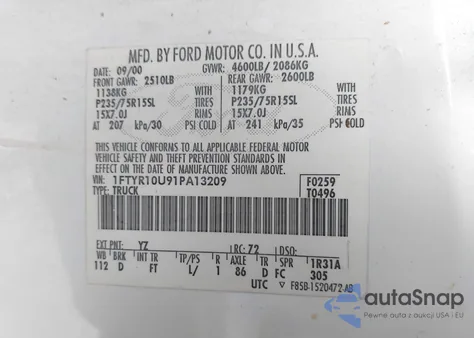 MFD. BY FORD MOTOR CO. IN U.S.A.
DATE: 09/00 GVWR: 4600LB/ 2086KG
FRONT GAWR: 2510LB REAR GAWR: 2600LB
1138KG WITH 1179KG WITH
P235/75R15SL TIRES P235/75R15SL TIRES
15X7.0J RIMS 15X7.0J RIMS
AT 207 kPa/30 PSI COLD AT 241 kPa/35 PSI COLD
THIS VEHICLE CONFORMS TO ALL APPLICABLE FEDERAL MOTOR
VEHICLE SAFETY AND THEFT PREVENTION STANDARDS IN
EFFECT ON THE DATE OF MANUFACTURE SHOWN ABOVE.
VIN: 1FTYR10U91PA13209 F0259
TYPE: TRUCK T0496
EXT PNT: YZ RC: 72 DSO:
WB BRK INT TR TP/PS R AXLE TR SPR 1R31A
112 D FT L/ 1 86 D FC 305
UTC ▽ F85B-1520472-AB
autoSnap
Pewne auta z aukcji USA i EU